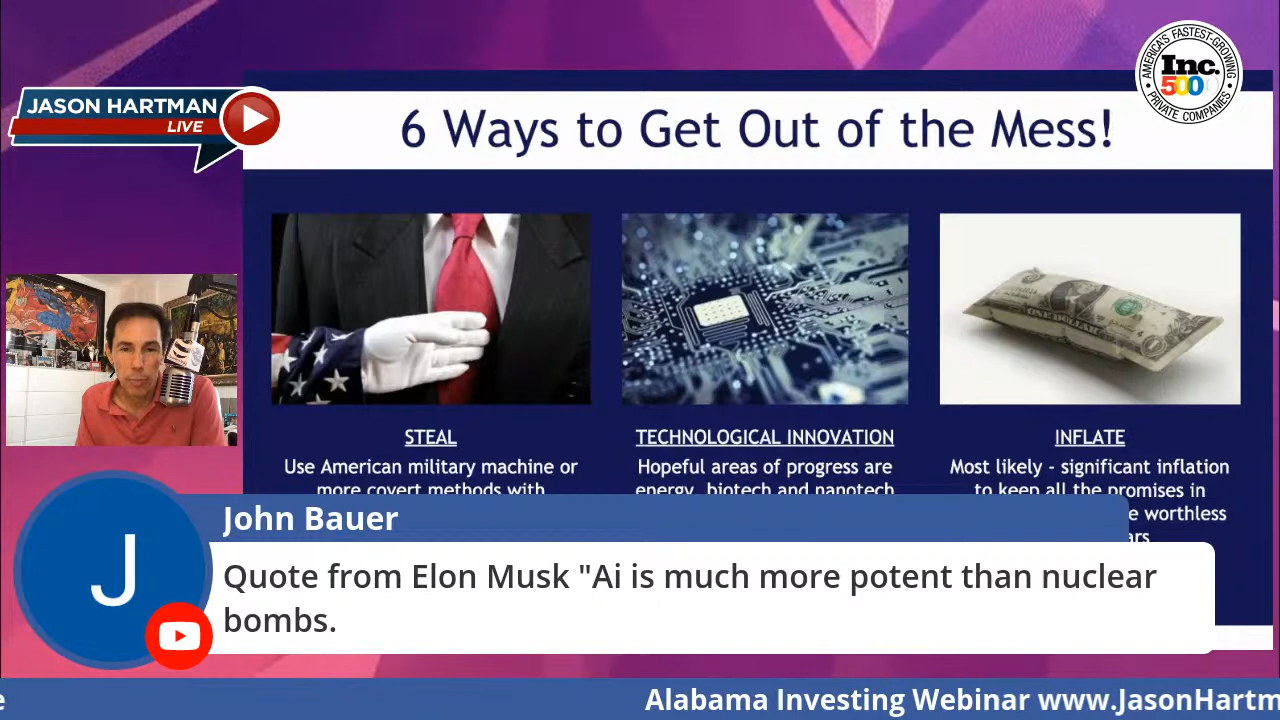 JASON HARTMAN
LIVE
AMERICA'S FASTEST-GROWING
Inc.
500
PRIVATE COMPANIES
6 Ways to Get Out of the Mess!
ONE DOLLAR
STEAL
Use American military machine or
more covert methods with
TECHNOLOGICAL INNOVATION
Hopeful areas of progress are
energy, biotech and nanotech
INFLATE
Most likely - significant inflation
to keep all the promises in
worthless
John Bauer
J
Quote from Elon Musk "Ai is much more potent than nuclear
bombs.
e
Alabama Investing Webinar www.JasonHartm